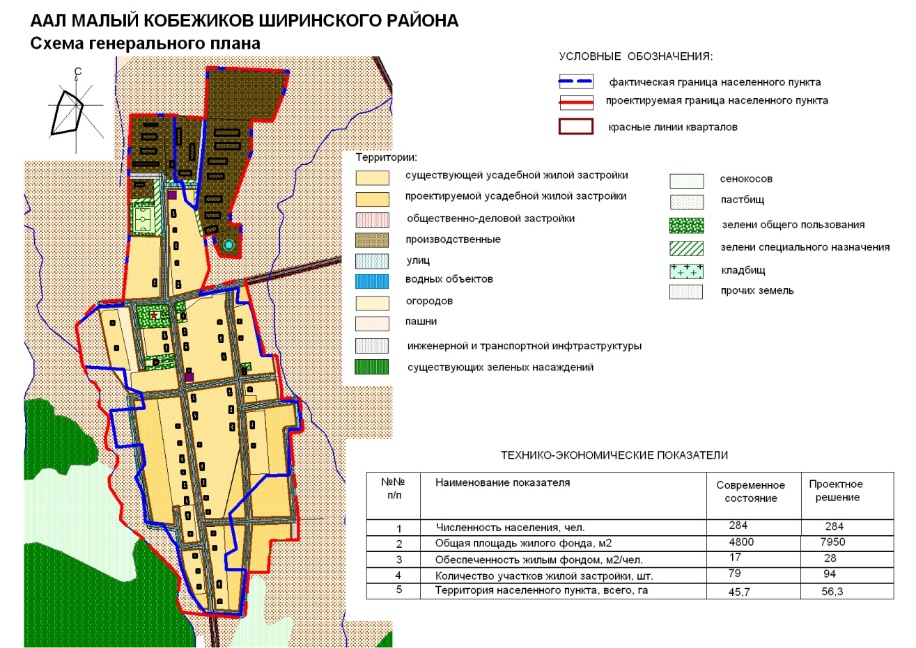 ААЛ МАЛЫЙ КОБЕЖИКОВ ШИРИНСКОГО РАЙОНА
Схема генерального плана
С
УСЛОВНЫЕ ОБОЗНАЧЕНИЯ:
фактическая граница населенного пункта
проектируемая граница населенного пункта
красные линии кварталов
Территории:
существующей усадебной жилой застройки
проектируемой усадебной жилой застройки
общественно-деловой застройки
производственные
улиц
водных объектов
огородов
пашни
инженерной и транспортной инфтраструктуры
существующих зеленых насаждений
сенокосов
пастбищ
зелени общего пользования
зелени специального назначения
кладбищ
прочих земель
ТЕХНИКО-ЭКОНОМИЧЕСКИЕ ПОКАЗАТЕЛИ
№№ п/п Наименование показателя Современное состояние Проектное решение
1 Численность населения, чел. 284 284
2 Общая площадь жилого фонда, м2 4800 7950
3 Обеспеченность жилым фондом, м2/чел. 17 28
4 Количество участков жилой застройки, шт. 79 94
5 Территория населенного пункта, всего, га 45,7 56,3